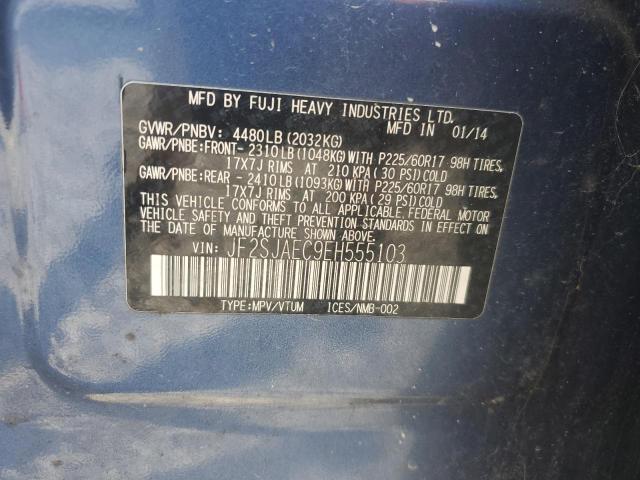 MFD BY FUJI HEAVY INDUSTRIES LTD.
MFD IN 01/14
GVWR/PNBV: 4480LB(2032KG)
GAWR/PNBE:FRONT- 2310LB(1048KG)WITH P225/60R17 98H TIRES,
17X7J RIMS AT 210 KPA(30 PSI)COLD
GAWR/PNBE:REAR - 2410LB(1093KG)WITH P225/60R17 98H TIRES,
17X7J RIMS AT 200 KPA(29 PSI)COLD
THIS VEHICLE CONFORMS TO ALL APPLICABLE FEDERAL MOTOR
VEHICLE SAFETY AND THEFT PREVENTION STANDARDS IN EFFECT ON
THE DATE OF MANUFACTURE SHOWN ABOVE.
VIN: JF2SJAEC9EH555103
TYPE:MPV/VTUM ICES/NMB-002